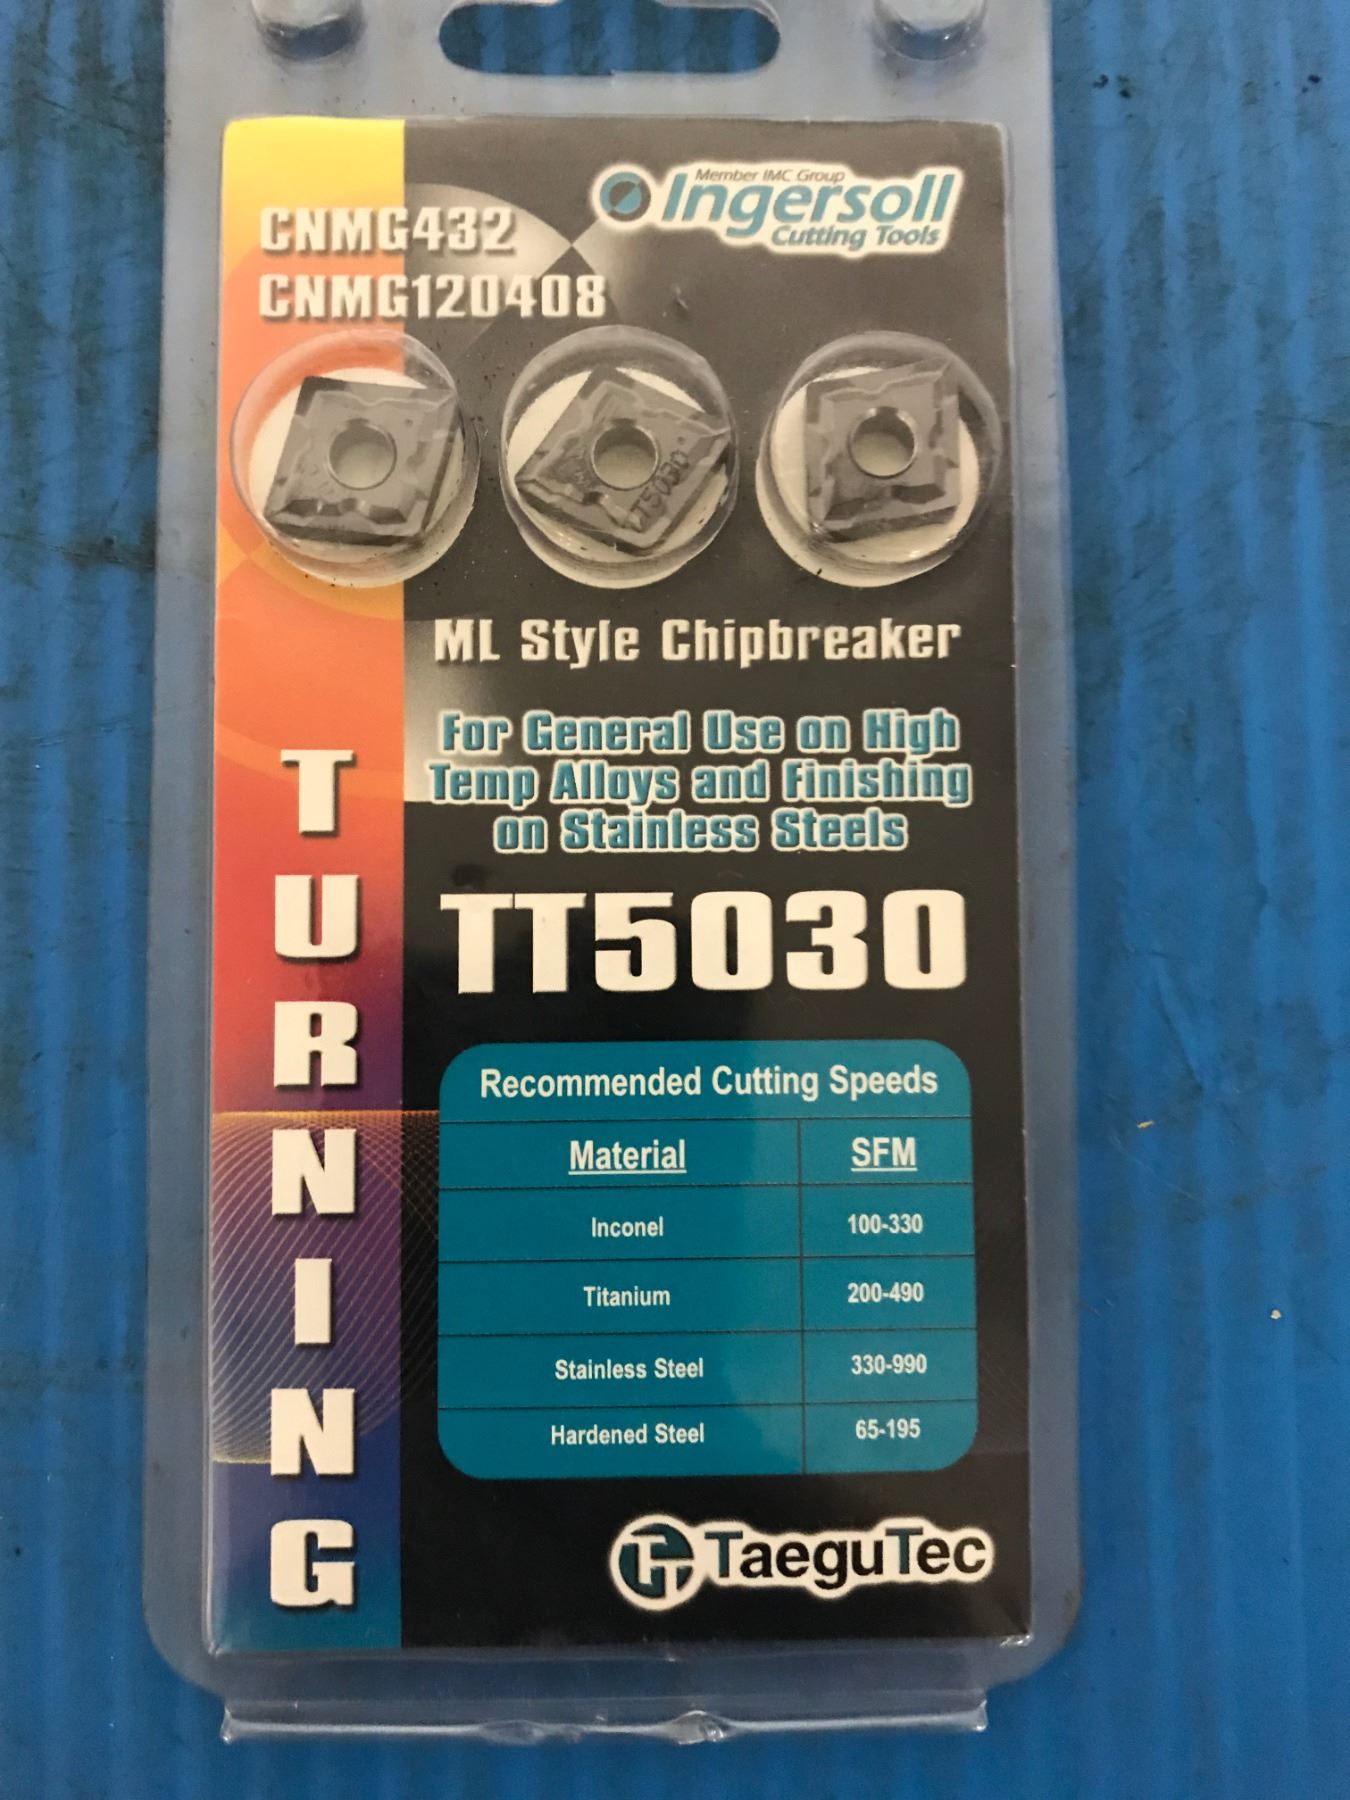 CNMG432
CNMG120408
Member IMC Group
Ingersoll
Cutting Tools
TT5030
ML Style Chipbreaker
For General Use on High
Temp Alloys and Finishing
on Stainless Steels
TT5030
TURNING
Recommended Cutting Speeds
Material SFM
Inconel 100-330
Titanium 200-490
Stainless Steel 330-990
Hardened Steel 65-195
TT TaeguTec